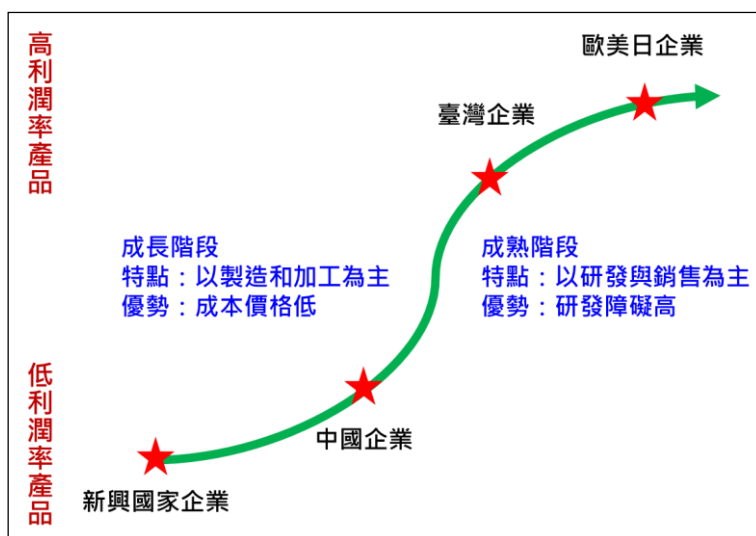 高利潤率產品
歐美日企業
臺灣企業
成長階段
特點：以製造和加工為主
優勢：成本價格低
成熟階段
特點：以研發與銷售為主
優勢：研發障礙高
低利潤率產品
中國企業
新興國家企業